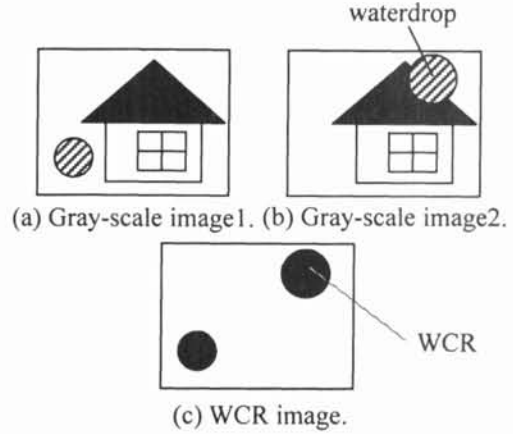 waterdrop
(a) Gray-scale image1. (b) Gray-scale image2.
WCR
(c) WCR image.